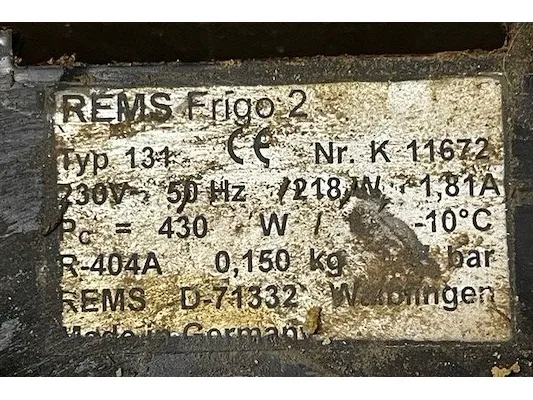 REMS Frigo 2
Typ 131 CE Nr. K 11672
230V~ 50 Hz 218 W 1,81A
Pc = 430 W / -10°C
R-404A 0,150 kg bar
REMS D-71332 Waiblingen
Made in Germany